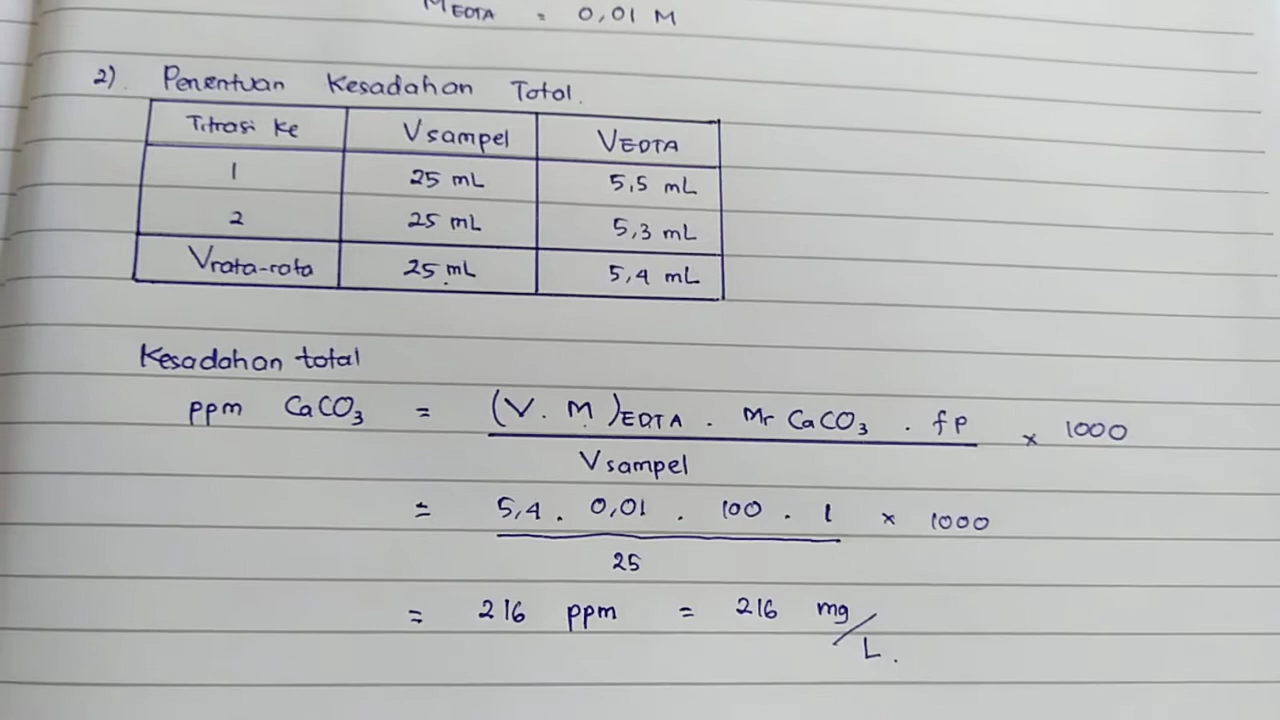 M EDTA = 0,01 M
2) Penentuan Kesadahan Total.
Titrasi ke Vsampel VEDTA
1 25 mL 5,5 mL
2 25 mL 5,3 mL
Vrata-rata 25 mL 5,4 mL
Kesadahan total
ppm CaCO3 = (V. M)EDTA . Mr CaCO3 . fp x 1000
Vsampel
= 5,4 . 0,01 . 100 . 1 x 1000
25
= 216 ppm = 216 mg/L.